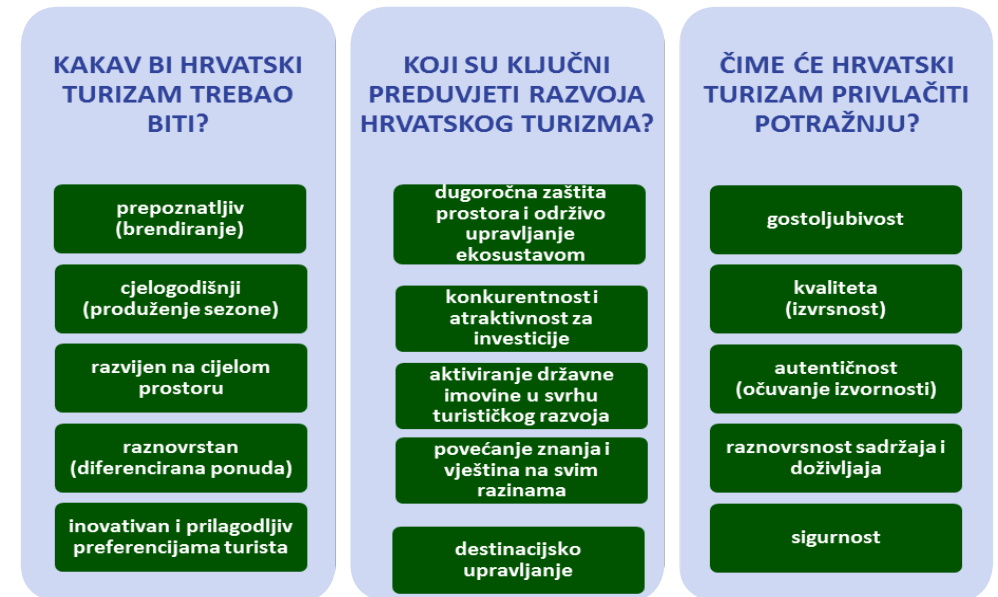 KAKAV BI HRVATSKI
TURIZAM TREBAO
BITI?
prepoznatljiv
(brendiranje)
cjelogodišnji
(produženje sezone)
razvijen na cijelom
prostoru
raznovrstan
(diferencirana ponuda)
inovativan i prilagodljiv
preferencijama turista
KOJI SU KLJUČNI
PREDUVJETI RAZVOJA
HRVATSKOG TURIZMA?
dugoročna zaštita
prostora i održivo
upravljanje
ekosustavom
konkurentnost i
atraktivnost za
investicije
aktiviranje državne
imovine u svrhu
turističkog razvoja
povećanje znanja i
vještina na svim
razinama
destinacijsko
upravljanje
ČIME ĆE HRVATSKI
TURIZAM PRIVLAČITI
POTRAŽNJU?
gostoljubivost
kvaliteta
(izvrsnost)
autentičnost
(očuvanje izvornosti)
raznovrsnost sadržaja i
doživljaja
sigurnost